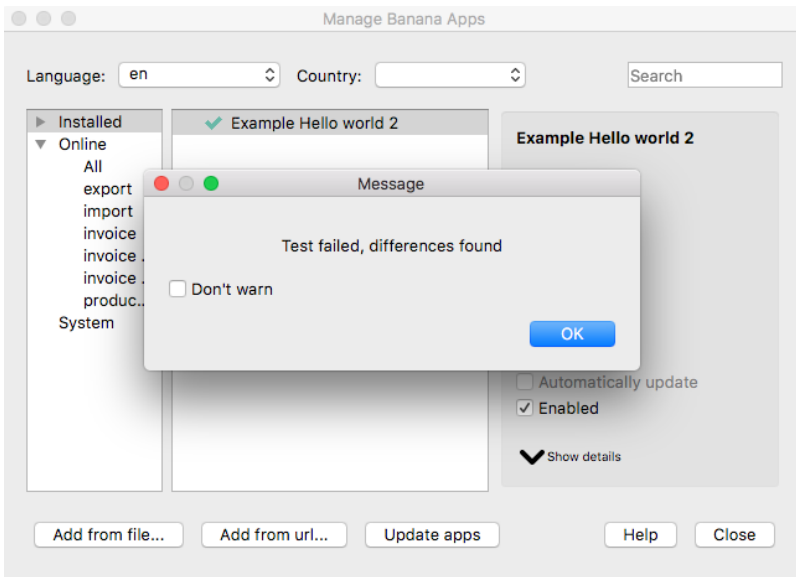 Manage Banana Apps
Language: en Country: Search
Installed
Online
All
export
import
invoice
invoice .
invoice .
produc..
System
Example Hello world 2
Example Hello world 2
Message
Test failed, differences found
Don't warn
OK
Automatically update
Enabled
Show details
Add from file... Add from url... Update apps Help Close